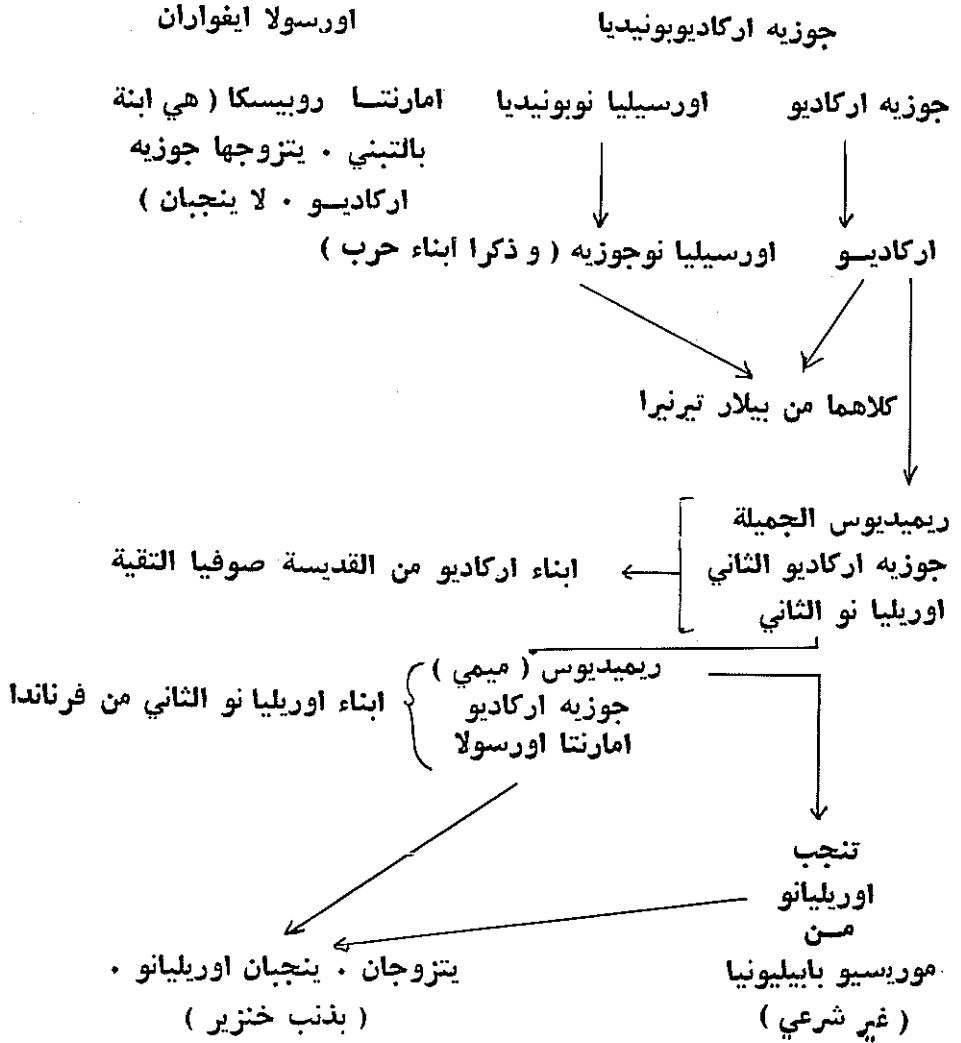 جوزيه اركاديوبونيديا اورسولا ايفواران
جوزيه اركاديو اورسيليا نوبونيديا امارنتا روبيسكا ( هي ابنة
بالتبني . يتزوجها جوزيه
اركاديو . لا ينجبان )
اركاديو اورسيليا نوجوزيه ( و ذكرا أبناء حرب )
كلاهما من بيلار تيرنيرا
ريميديوس الجميلة
جوزيه اركاديو الثاني ابناء اركاديو من القديسة صوفيا التقية
اوريليا نو الثاني
ريميديوس ( ميمي )
جوزيه اركاديو ابناء اوريليا نو الثاني من فرناندا
امارنتا اورسولا
تنجب
اوريليانو
من
موريسيو بابيليونيا يتزوجان . ينجبان اوريليانو .
( غير شرعي ) ( بذنب خنزير )